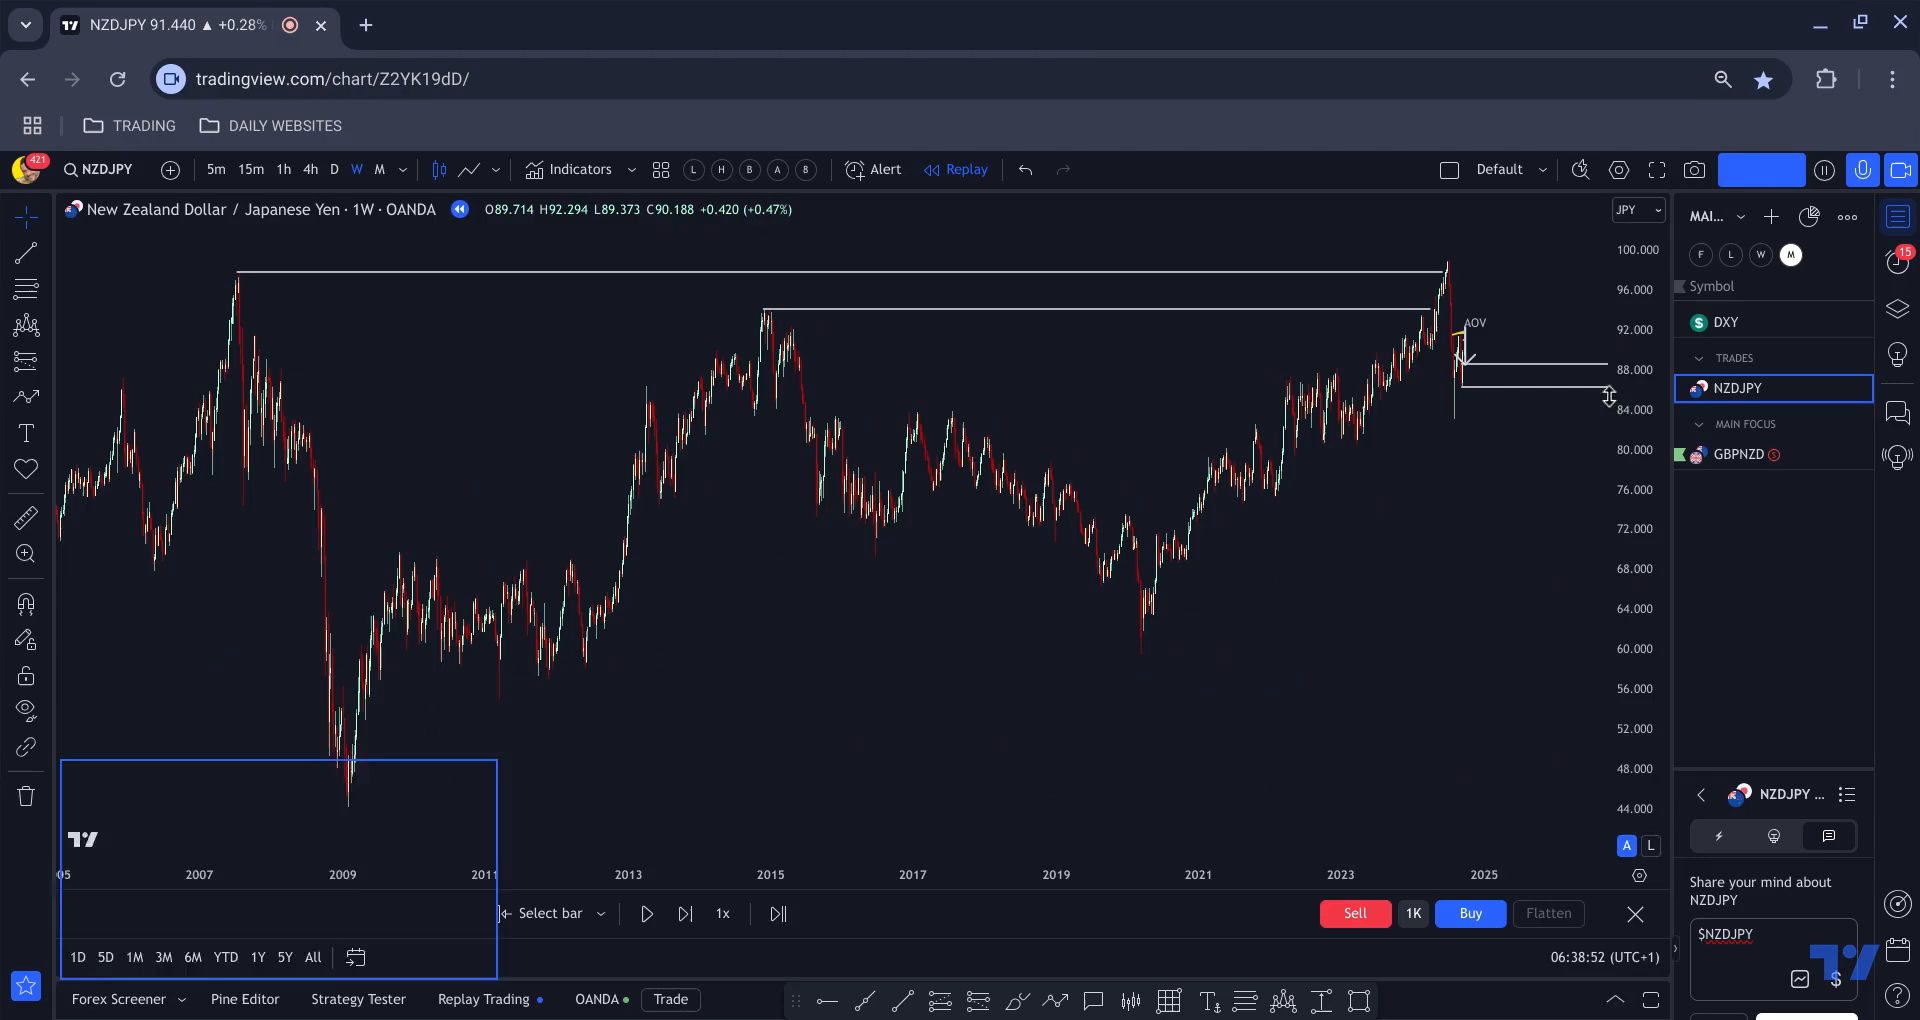 NZDJPY 91.440 ▲ +0.28%
tradingview.com/chart/Z2YK19dD/
TRADING DAILY WEBSITES
421 NZDJPY 5m 15m 1h 4h D W M Indicators L H B A 8 Alert Replay Default
New Zealand Dollar / Japanese Yen · 1W · OANDA O89.714 H92.294 L89.373 C90.188 +0.420 (+0.47%)
JPY
MAI...
F L W M
15
Symbol
DXY
TRADES
NZDJPY
MAIN FOCUS
GBPNZD S
AOV
100.000
96.000
92.000
88.000
84.000
80.000
76.000
72.000
68.000
64.000
60.000
56.000
52.000
48.000
44.000
A L
05 2007 2009 2011 2013 2015 2017 2019 2021 2023 2025
Select bar 1x Sell 1K Buy Flatten
1D 5D 1M 3M 6M YTD 1Y 5Y All 06:38:52 (UTC+1)
Forex Screener Pine Editor Strategy Tester Replay Trading OANDA Trade
NZDJPY ...
Share your mind about
NZDJPY
$NZDJPY